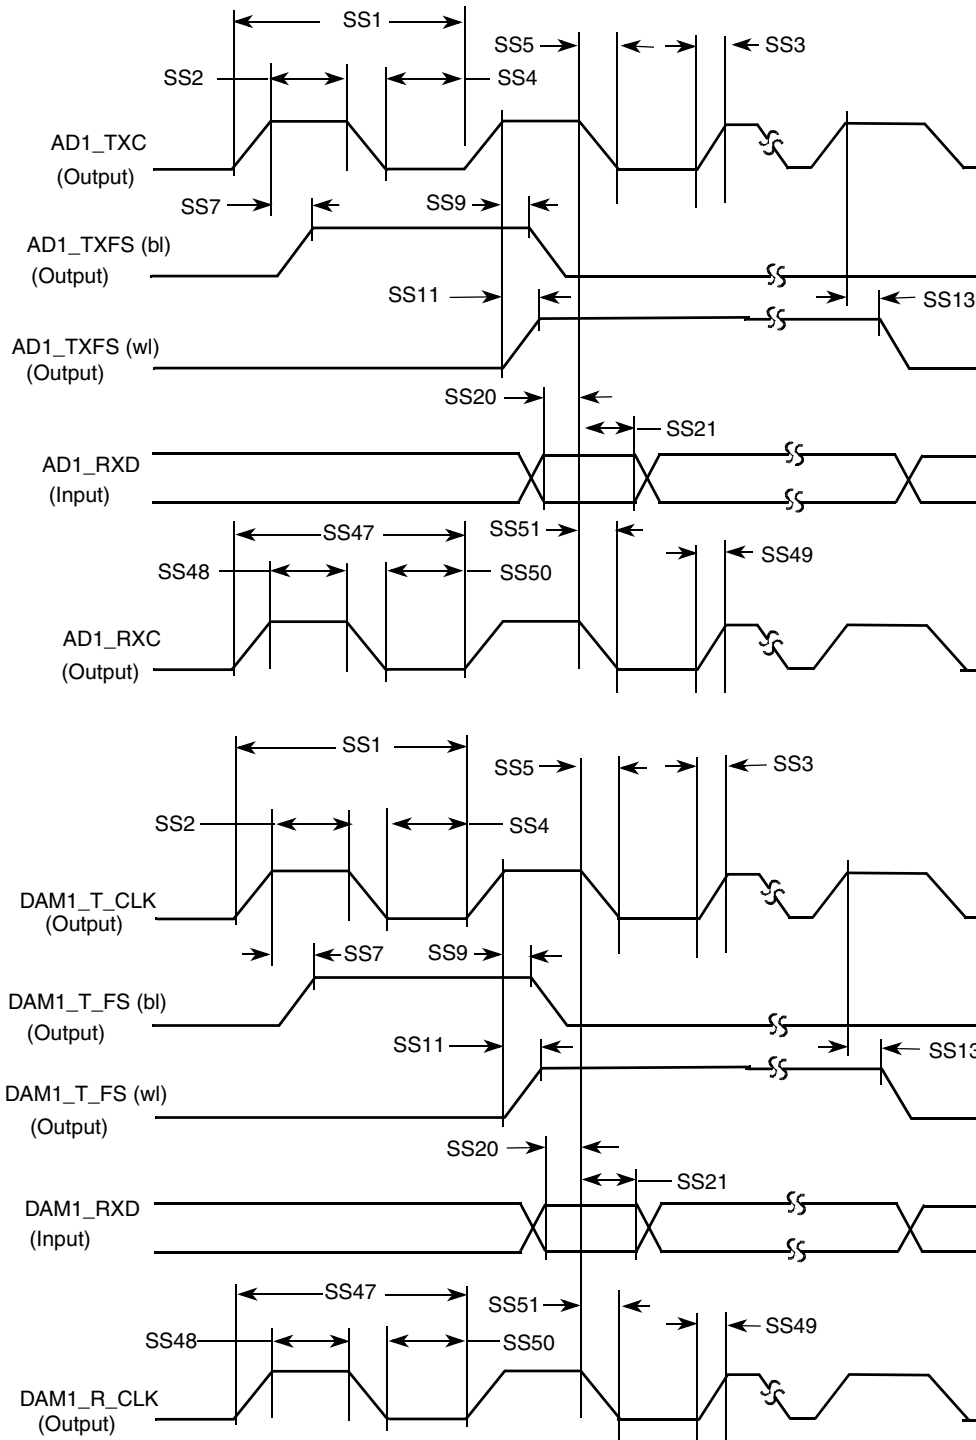 SS1
SS5
SS3
SS2
SS4
AD1_TXC
(Output)
SS7
SS9
AD1_TXFS (bl)
(Output)
SS11
SS13
AD1_TXFS (wl)
(Output)
SS20
SS21
AD1_RXD
(Input)
SS47
SS51
SS49
SS48
SS50
AD1_RXC
(Output)
SS1
SS5
SS3
SS2
SS4
DAM1_T_CLK
(Output)
SS7
SS9
DAM1_T_FS (bl)
(Output)
SS11
SS13
DAM1_T_FS (wl)
(Output)
SS20
SS21
DAM1_RXD
(Input)
SS47
SS51
SS49
SS48
SS50
DAM1_R_CLK
(Output)